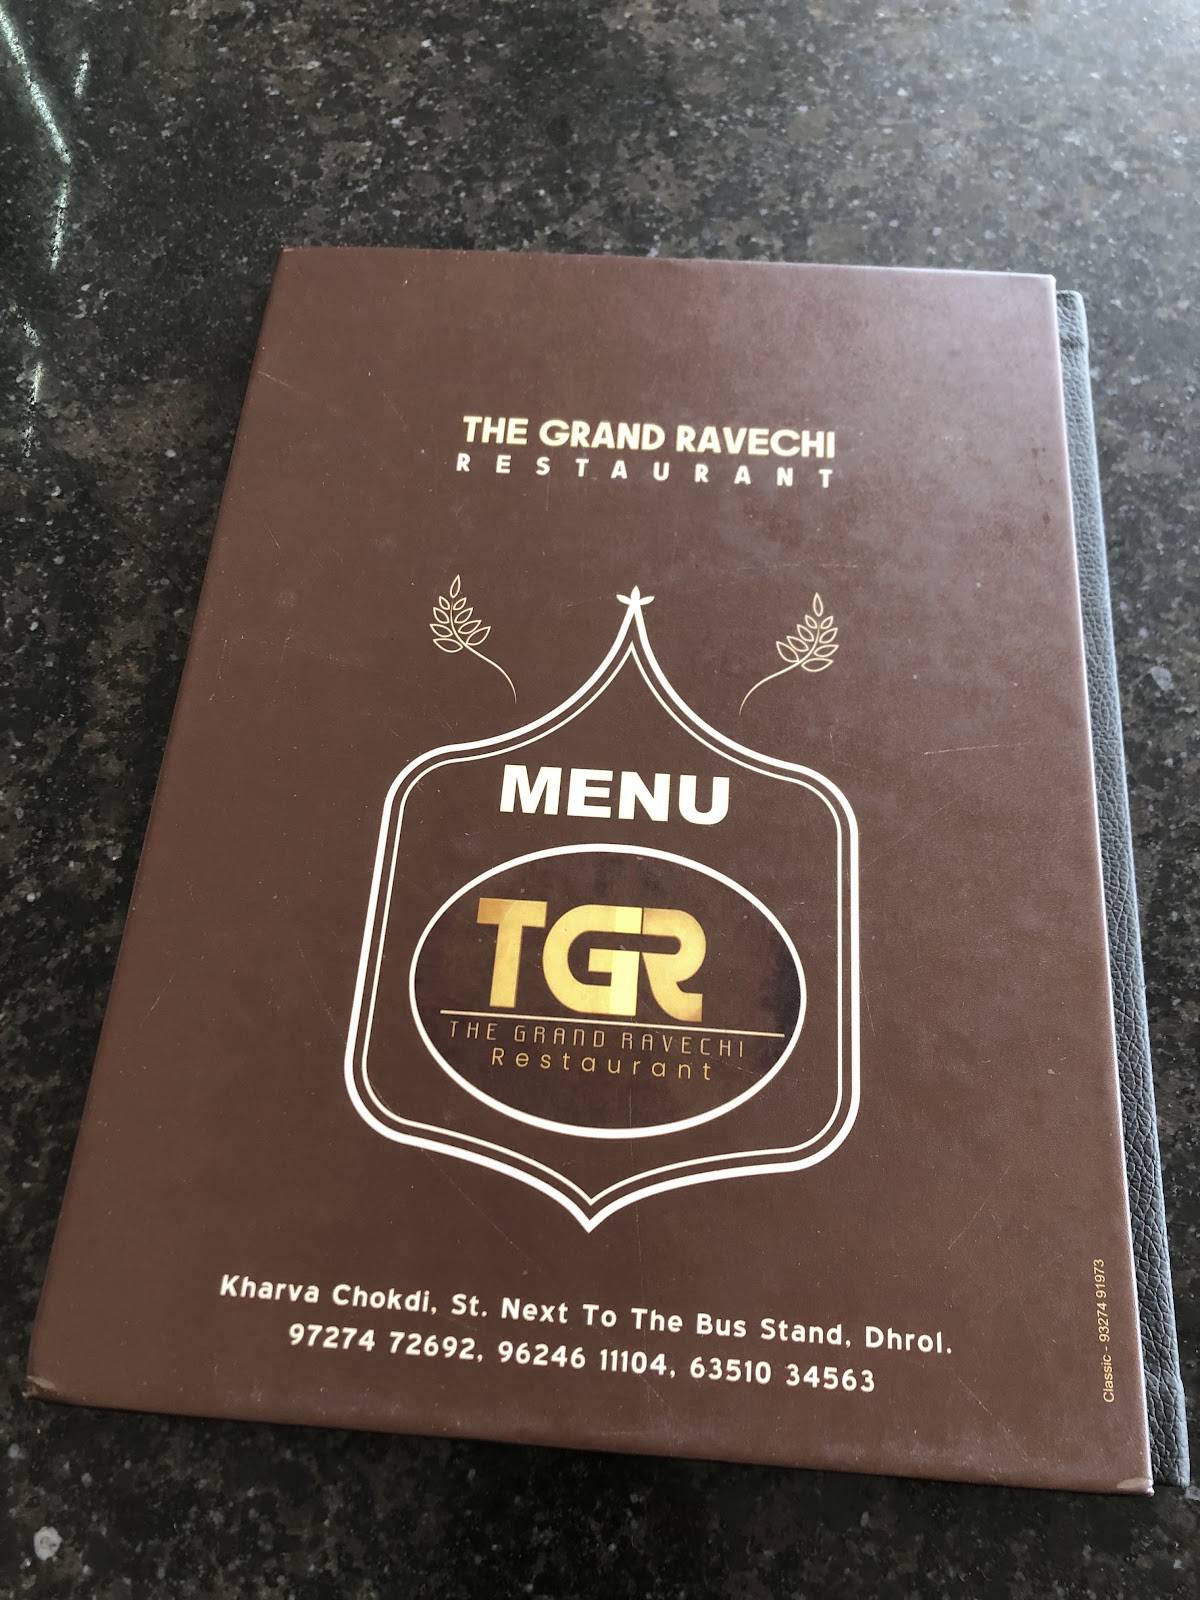 THE GRAND RAVECHI
RESTAURANT
MENU
TGR
THE GRAND RAVECHI
Restaurant
Kharva Chokdi, St. Next To The Bus Stand, Dhrol.
97274 72692, 96246 11104, 63510 34563
Classic - 93274 91973